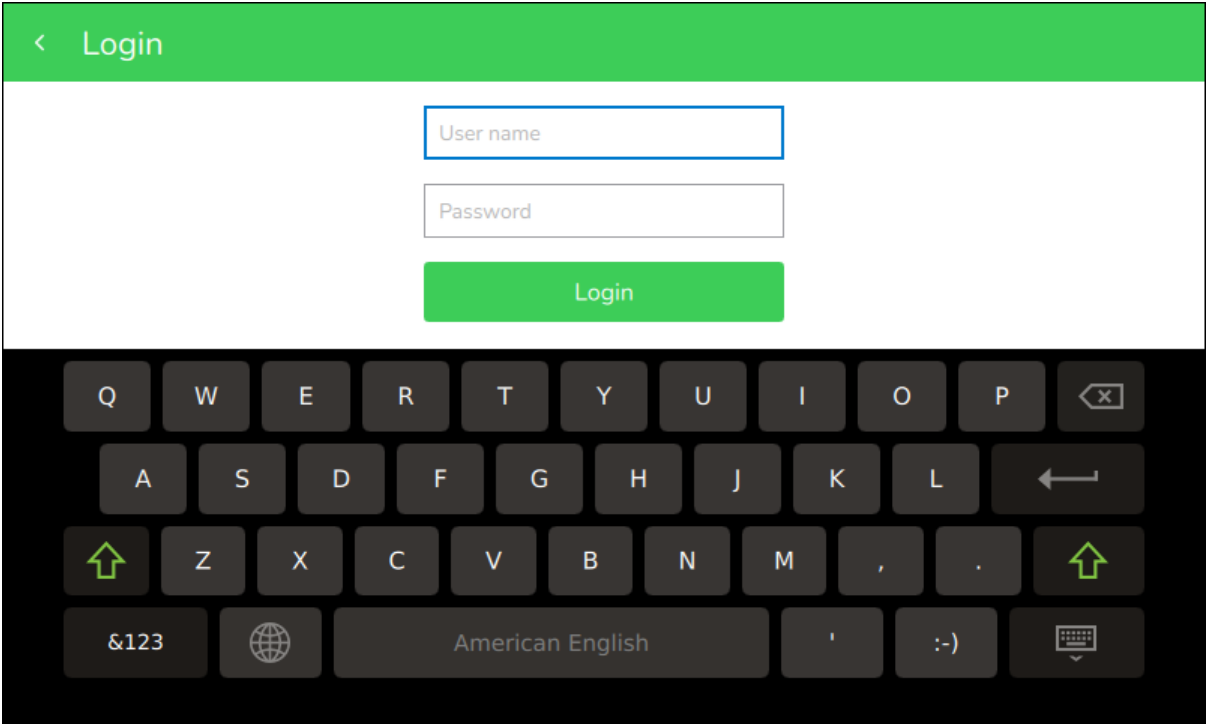 Login
User name
Password
Login
Q W E R T Y U I O P
A S D F G H J K L
Z X C V B N M , .
&123 American English ' :-)